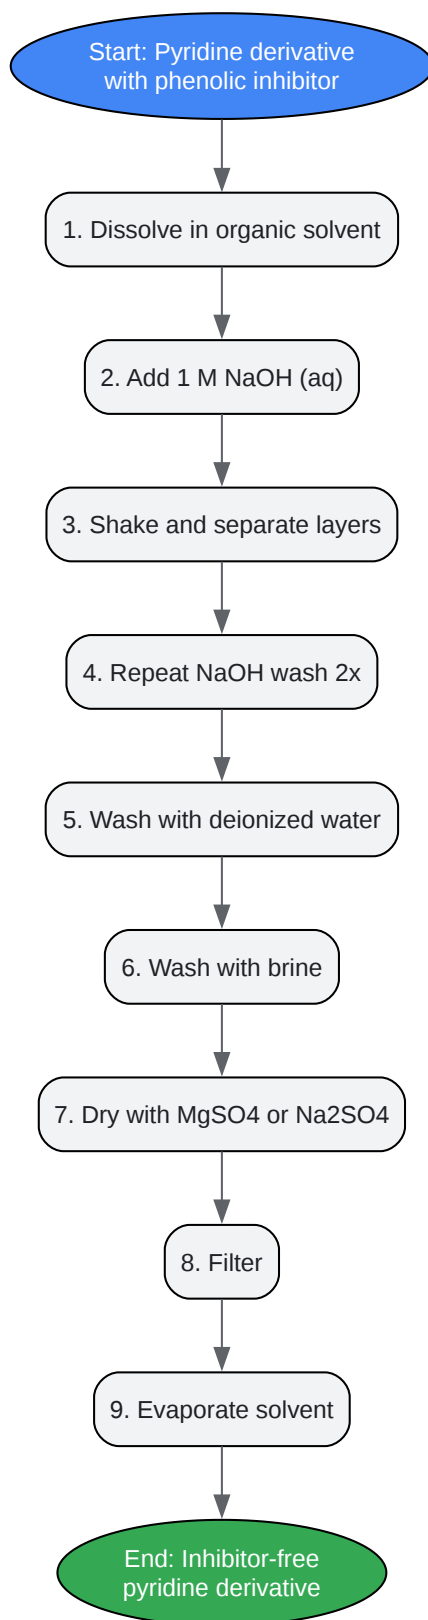 Start: Pyridine derivative
with phenolic inhibitor
1. Dissolve in organic solvent
2. Add 1 M NaOH (aq)
3. Shake and separate layers
4. Repeat NaOH wash 2x
5. Wash with deionized water
6. Wash with brine
7. Dry with MgSO4 or Na2SO4
8. Filter
9. Evaporate solvent
End: Inhibitor-free
pyridine derivative